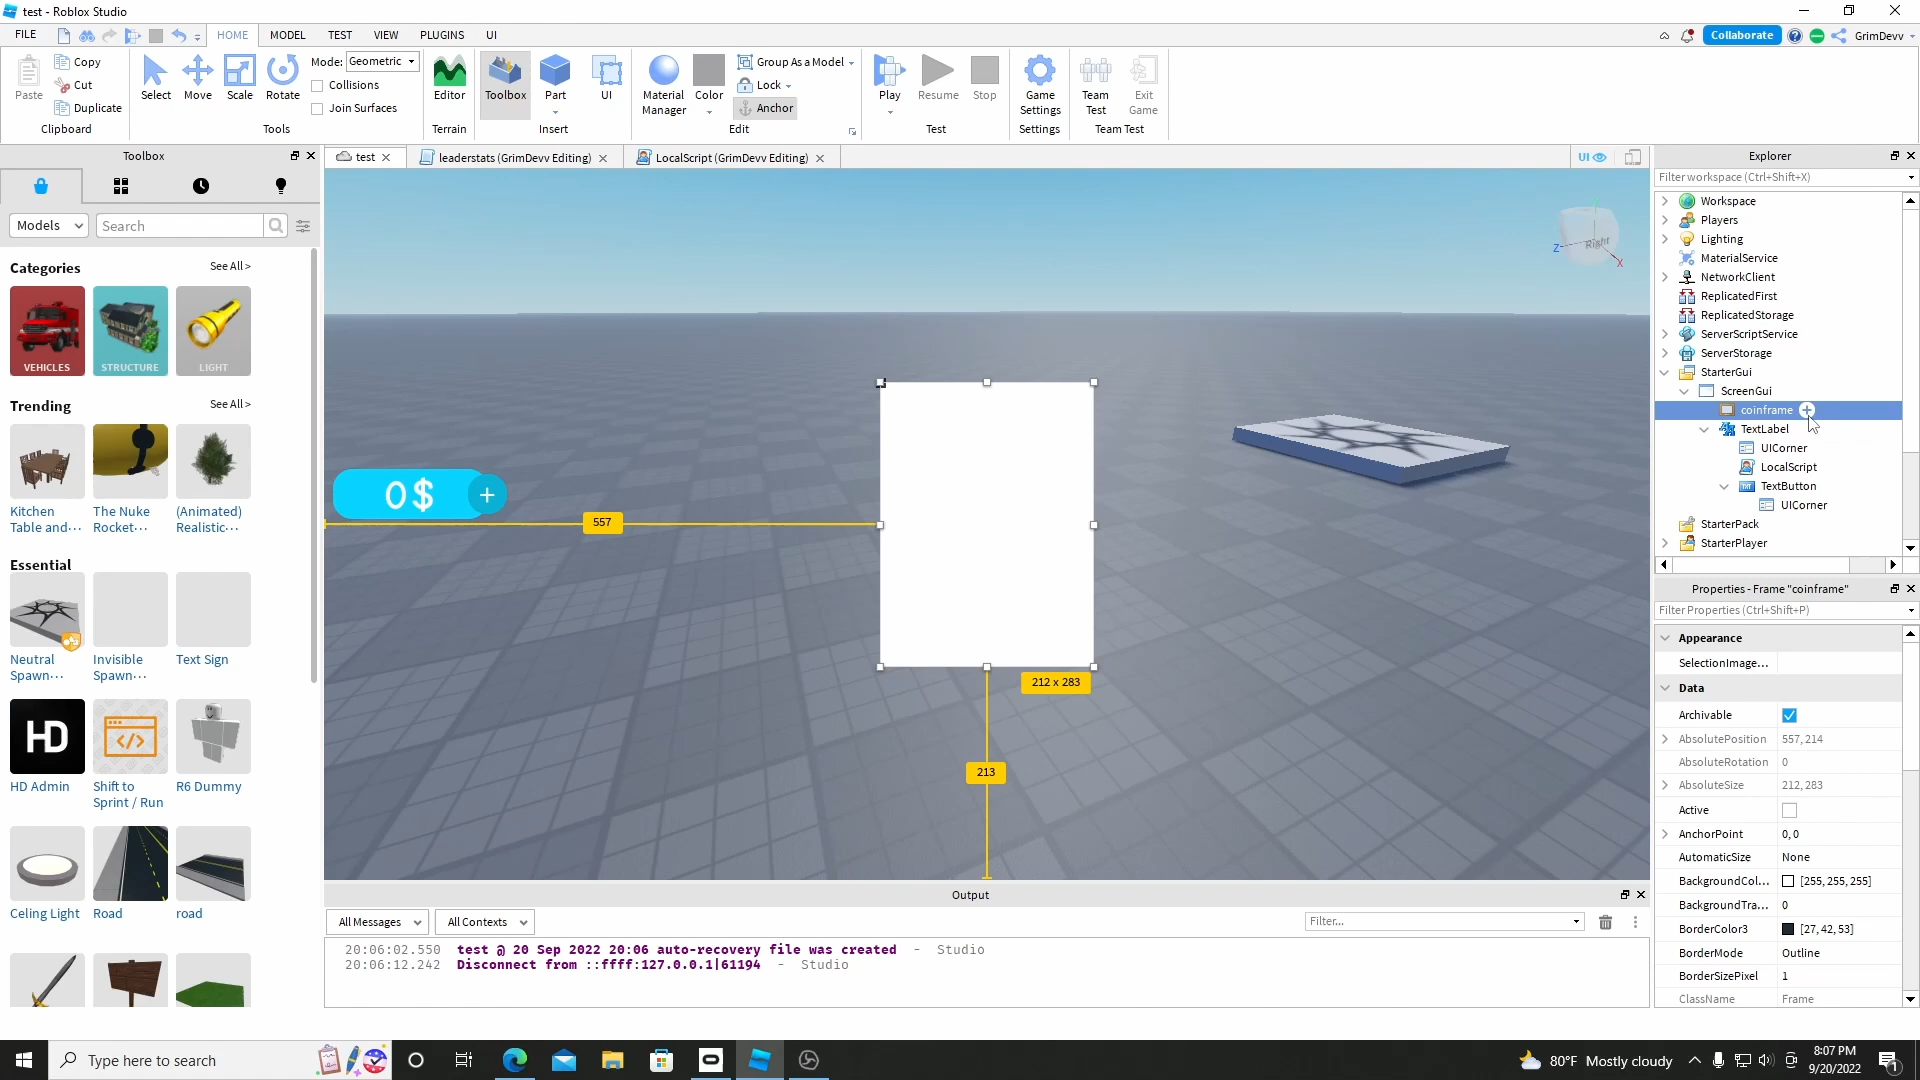 test - Roblox Studio
FILE
HOME
MODEL
TEST
VIEW
PLUGINS
UI
Collaborate
GrimDevv
Paste
Copy
Cut
Duplicate
Clipboard
Select
Move
Scale
Rotate
Mode: Geometric
Collisions
Join Surfaces
Tools
Editor
Terrain
Toolbox
Part
UI
Insert
Material Manager
Color
Group As a Model
Lock
Anchor
Edit
Play
Resume
Stop
Test
Game Settings
Settings
Team Test
Exit Game
Team Test
Toolbox
Models
Search
Categories
See All >
VEHICLES
STRUCTURE
LIGHT
Trending
See All >
Kitchen Table and···
The Nuke Rocket···
(Animated) Realistic···
Essential
Neutral Spawn···
Invisible Spawn···
Text Sign
HD
HD Admin
Shift to Sprint / Run
R6 Dummy
Celing Light
Road
road
test
leaderstats (GrimDevv Editing)
LocalScript (GrimDevv Editing)
UI
Right
Z
X
0$
+
557
212 x 283
213
Output
All Messages
All Contexts
Filter...
20:06:02.550 test @ 20 Sep 2022 20:06 auto-recovery file was created - Studio
20:06:12.242 Disconnect from ::ffff:127.0.0.1|61194 - Studio
Explorer
Filter workspace (Ctrl+Shift+X)
Workspace
Players
Lighting
MaterialService
NetworkClient
ReplicatedFirst
ReplicatedStorage
ServerScriptService
ServerStorage
StarterGui
ScreenGui
coinframe
TextLabel
UICorner
LocalScript
TextButton
UICorner
StarterPack
StarterPlayer
Properties - Frame "coinframe"
Filter Properties (Ctrl+Shift+P)
Appearance
SelectionImage...
Data
Archivable
AbsolutePosition 557, 214
AbsoluteRotation 0
AbsoluteSize 212, 283
Active
AnchorPoint 0, 0
AutomaticSize None
BackgroundCol... [255, 255, 255]
BackgroundTra... 0
BorderColor3 [27, 42, 53]
BorderMode Outline
BorderSizePixel 1
ClassName Frame
Type here to search
80°F Mostly cloudy
8:07 PM
9/20/2022
1